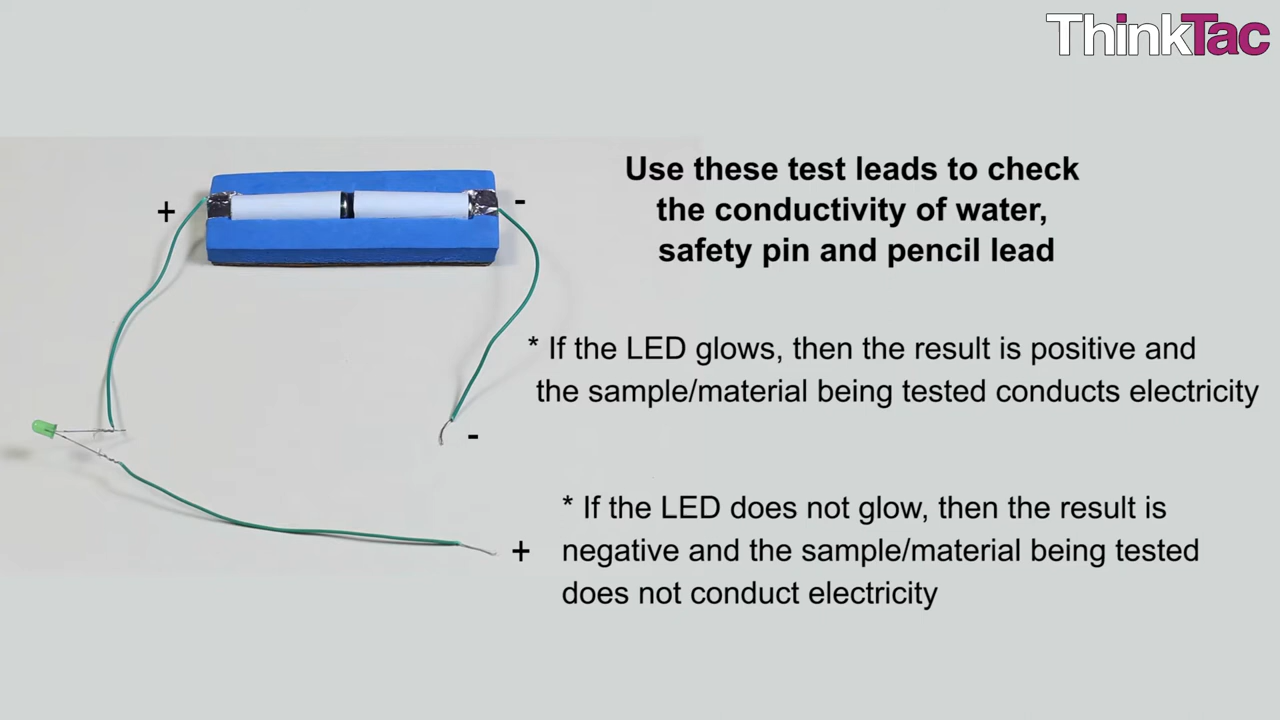 ThinkTac
+
-
Use these test leads to check
the conductivity of water,
safety pin and pencil lead
* If the LED glows, then the result is positive and
the sample/material being tested conducts electricity
-
* If the LED does not glow, then the result is
+
negative and the sample/material being tested
does not conduct electricity